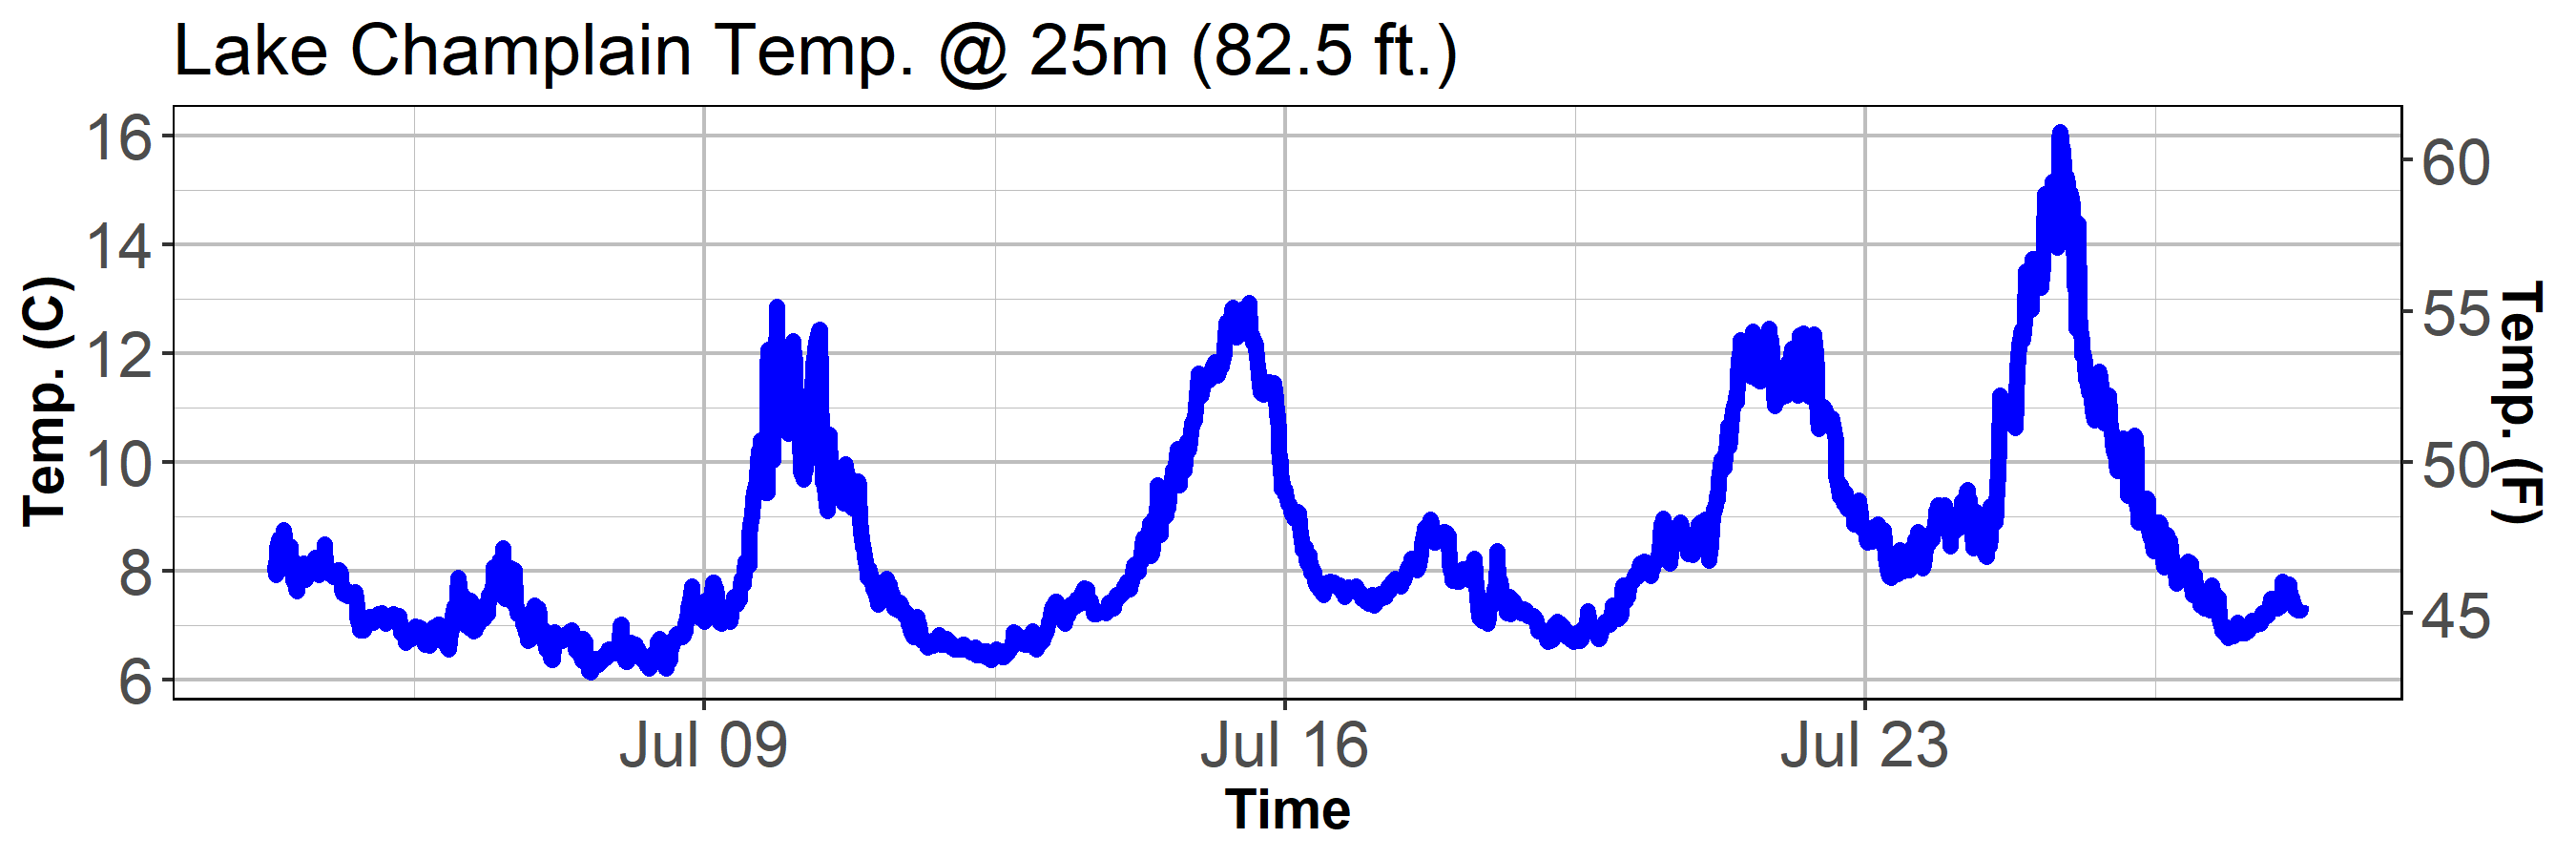 Lake Champlain Temp. @ 25m (82.5 ft.)
Temp. (C)
16
14
12
10
8
6
60
55
50
45
Temp. (F)
Jul 09
Jul 16
Jul 23
Time